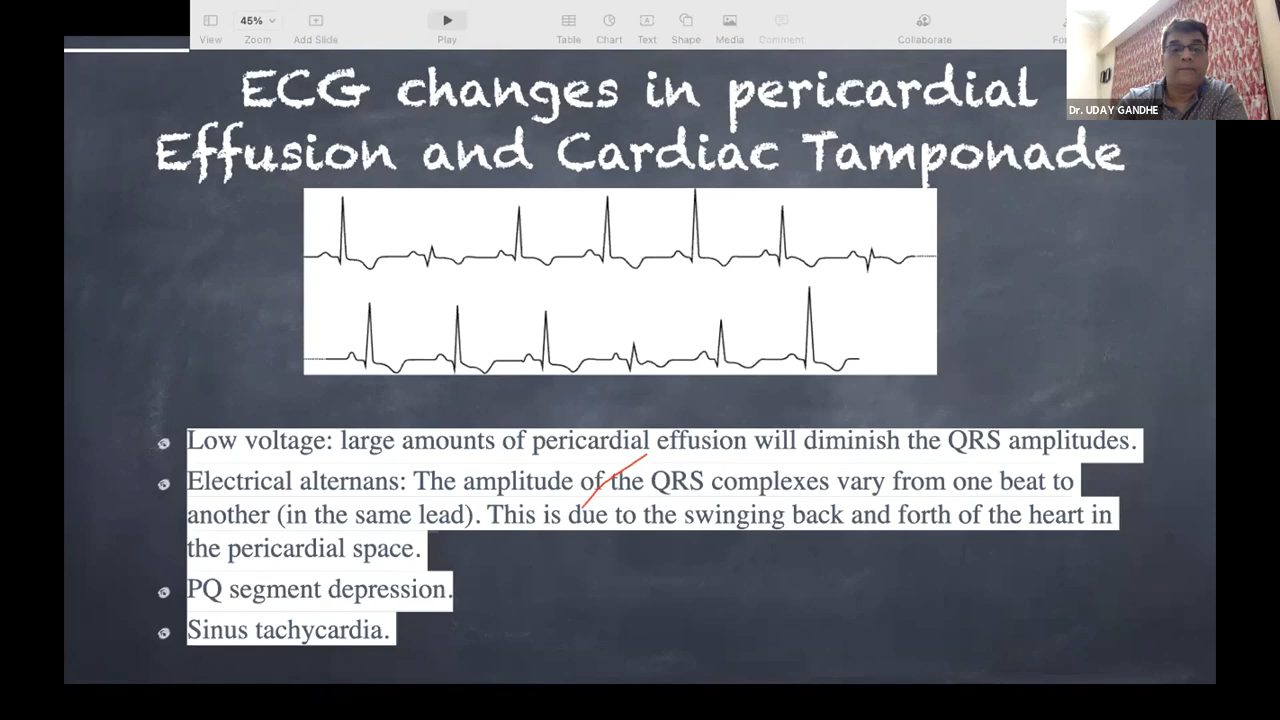 45%
View Zoom Add Slide Play Table Chart Text Shape Media Comment Collaborate
Dr. UDAY GANDHE
ECG changes in pericardial
Effusion and Cardiac Tamponade
Low voltage: large amounts of pericardial effusion will diminish the QRS amplitudes.
Electrical alternans: The amplitude of the QRS complexes vary from one beat to
another (in the same lead). This is due to the swinging back and forth of the heart in
the pericardial space.
PQ segment depression.
Sinus tachycardia.